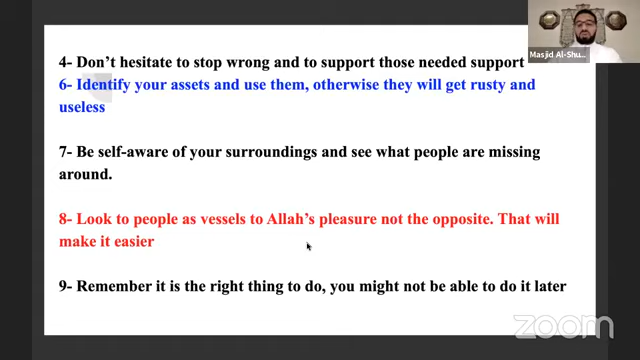 4- Don't hesitate to stop wrong and to support those needed support
6- Identify your assets and use them, otherwise they will get rusty and
useless
7- Be self-aware of your surroundings and see what people are missing
around.
8- Look to people as vessels to Allah's pleasure not the opposite. That will
make it easier
9- Remember it is the right thing to do, you might not be able to do it later
Masjid Al-Shu...
zoom